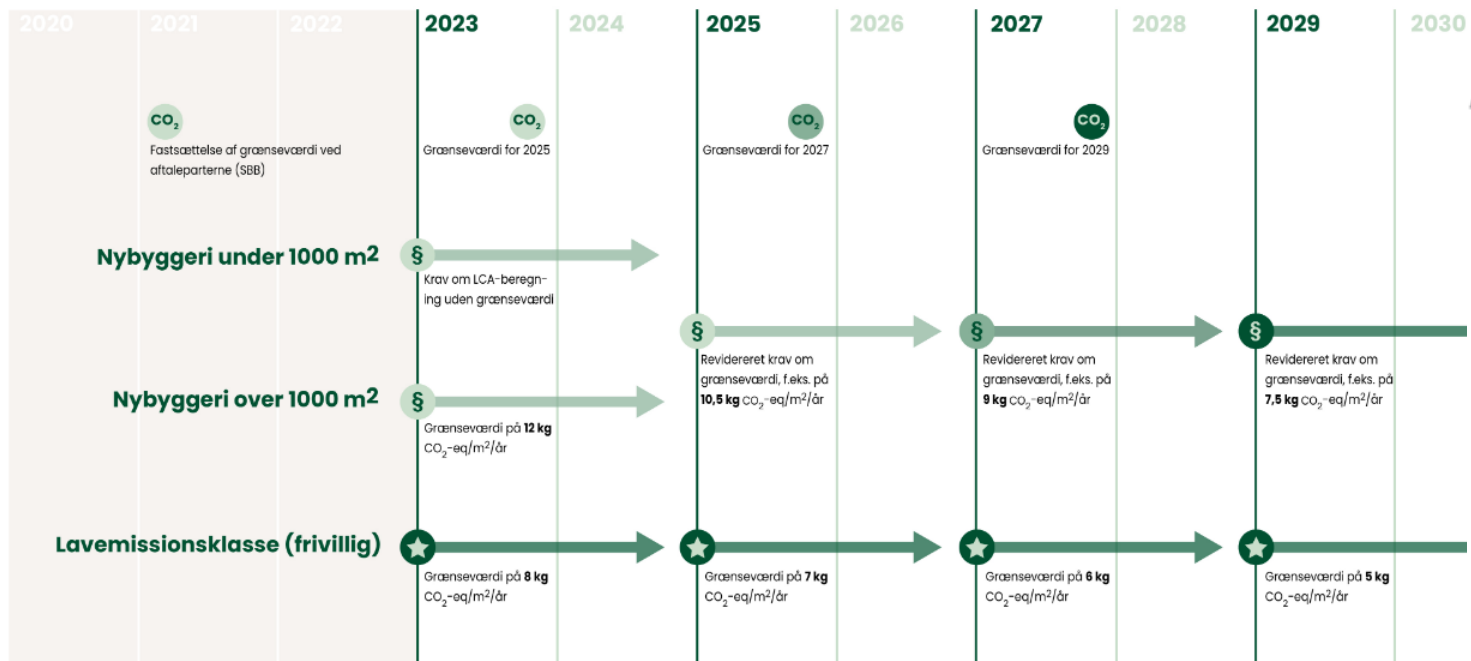 2020 2021 2022 2023 2024 2025 2026 2027 2028 2029 2030
CO₂ CO₂ CO₂ CO₂
Fastsættelse af grænseværdi ved
aftaleparterne (SBB)
Grænseværdi for 2025
Grænseværdi for 2027
Grænseværdi for 2029
Nybyggeri under 1000 m²
§
Krav om LCA-beregn-
ing uden grænseværdi
§
Revidereret krav om
grænseværdi, f.eks. på
10,5 kg CO₂-eq/m²/år
§
Revidereret krav om
grænseværdi, f.eks. på
9 kg CO₂-eq/m²/år
§
Revidereret krav om
grænseværdi, f.eks. på
7,5 kg CO₂-eq/m²/år
Nybyggeri over 1000 m²
§
Grænseværdi på 12 kg
CO₂-eq/m²/år
Lavemissionsklasse (frivillig)
Grænseværdi på 8 kg
CO₂-eq/m²/år
Grænseværdi på 7 kg
CO₂-eq/m²/år
Grænseværdi på 6 kg
CO₂-eq/m²/år
Grænseværdi på 5 kg
CO₂-eq/m²/år